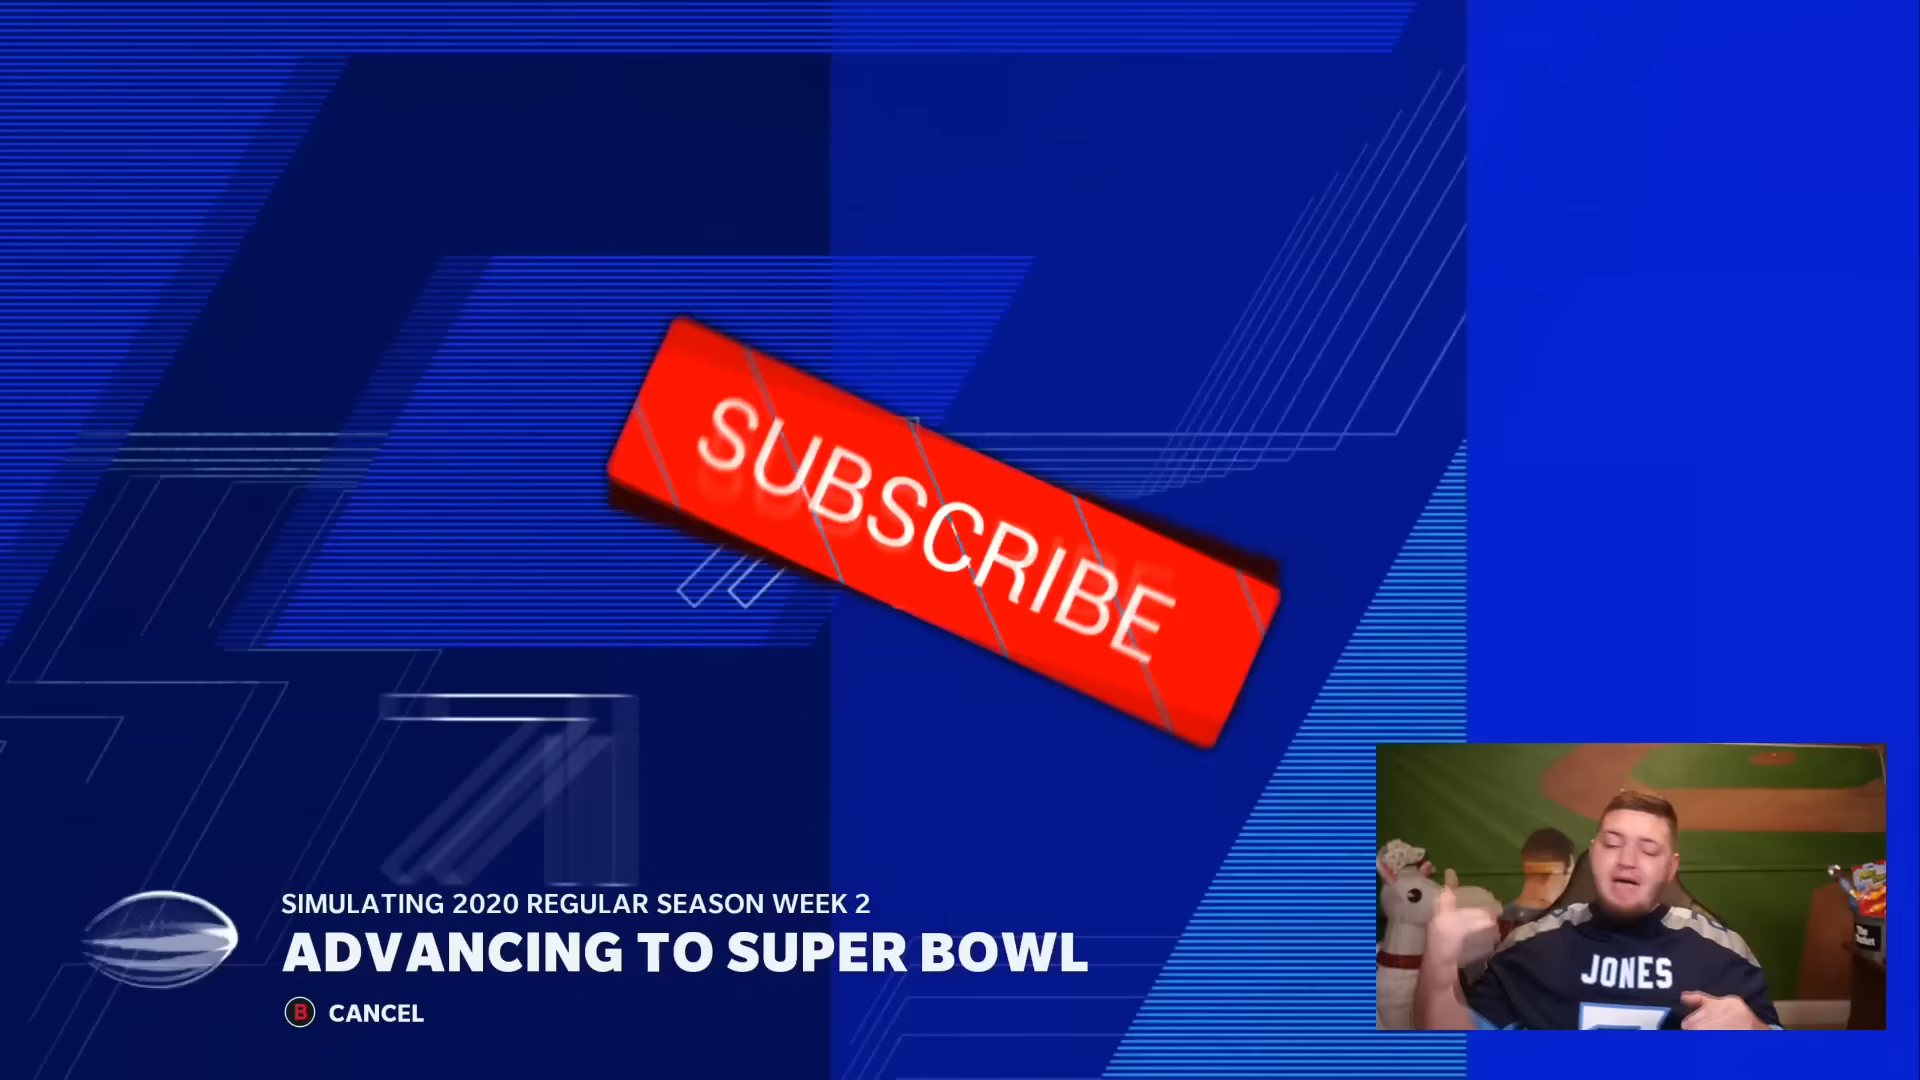 SUBSCRIBE
SIMULATING 2020 REGULAR SEASON WEEK 2
ADVANCING TO SUPER BOWL
B CANCEL
JONES